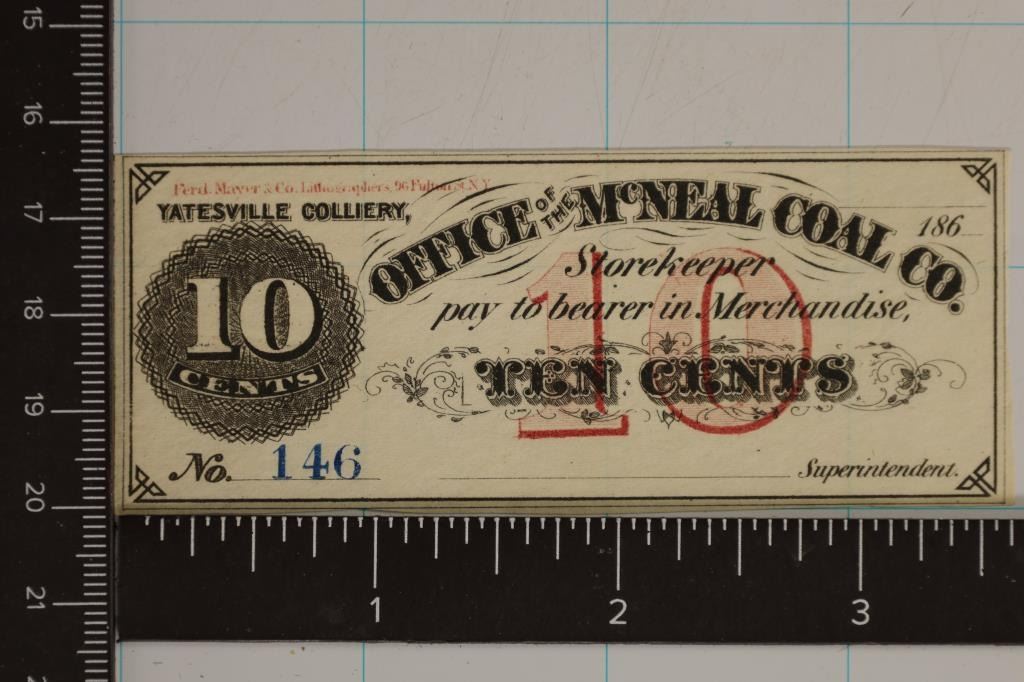 15
16
17
18
19
20
21
Ferd. Mayer & Co. Lithographers, 96 Fulton St. N.Y.
YATESVILLE COLLIERY,
OFFICE OF THE McNEAL COAL CO.
186
Storekeeper
pay to bearer in Merchandise,
10
CENTS
10
TEN CENTS
No. 146
Superintendent.
1 2 3